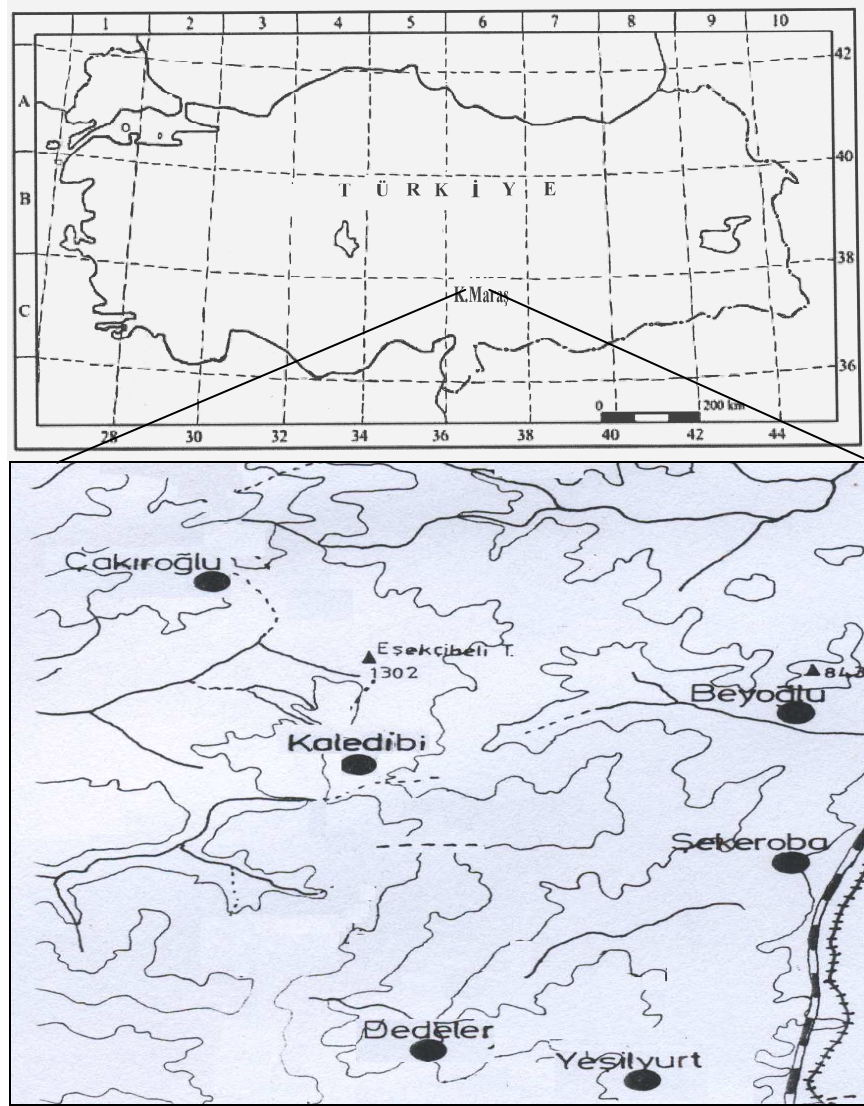 1 2 3 4 5 6 7 8 9 10
42
A
40
B
T Ü R K İ Y E
38
K.Maraş
C
36
0 200 km
28 30 32 34 36 38 40 42 44
Çakıroğlu
Eşekçibeli T.
1302
843
Beyoğlu
Kaledibi
Şekeroba
Dedeler
Yeşilyurt